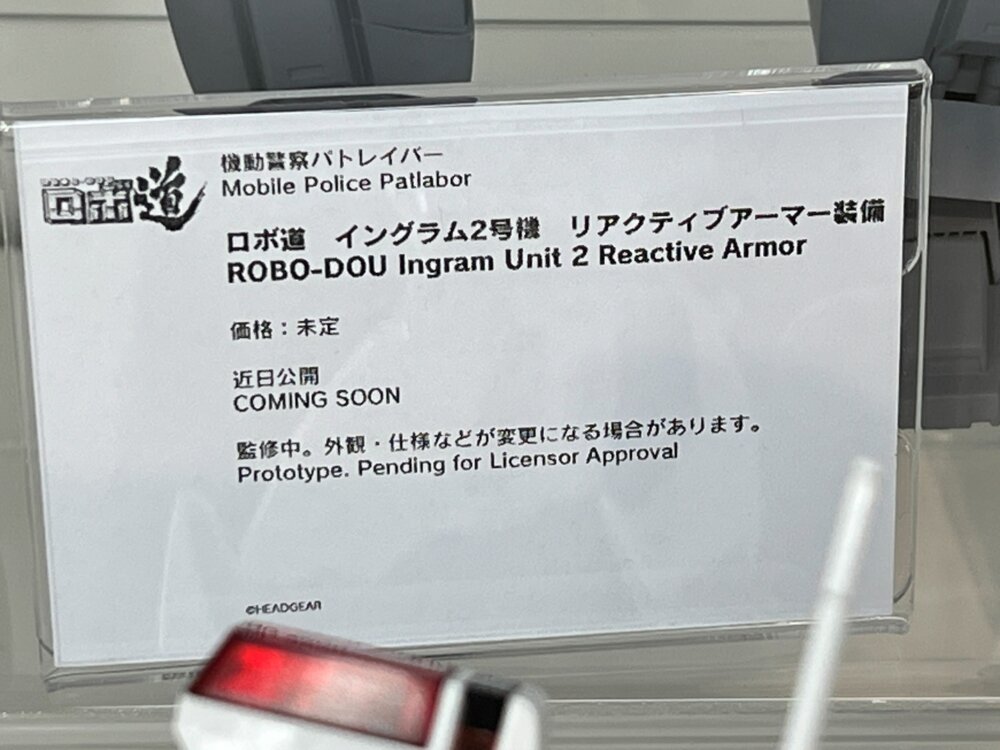 ロボ道
機動警察パトレイバー
Mobile Police Patlabor
ロボ道 イングラム2号機 リアクティブアーマー装備
ROBO-DOU Ingram Unit 2 Reactive Armor
価格：未定
近日公開
COMING SOON
監修中。外観・仕様などが変更になる場合があります。
Prototype. Pending for Licensor Approval
©HEADGEAR